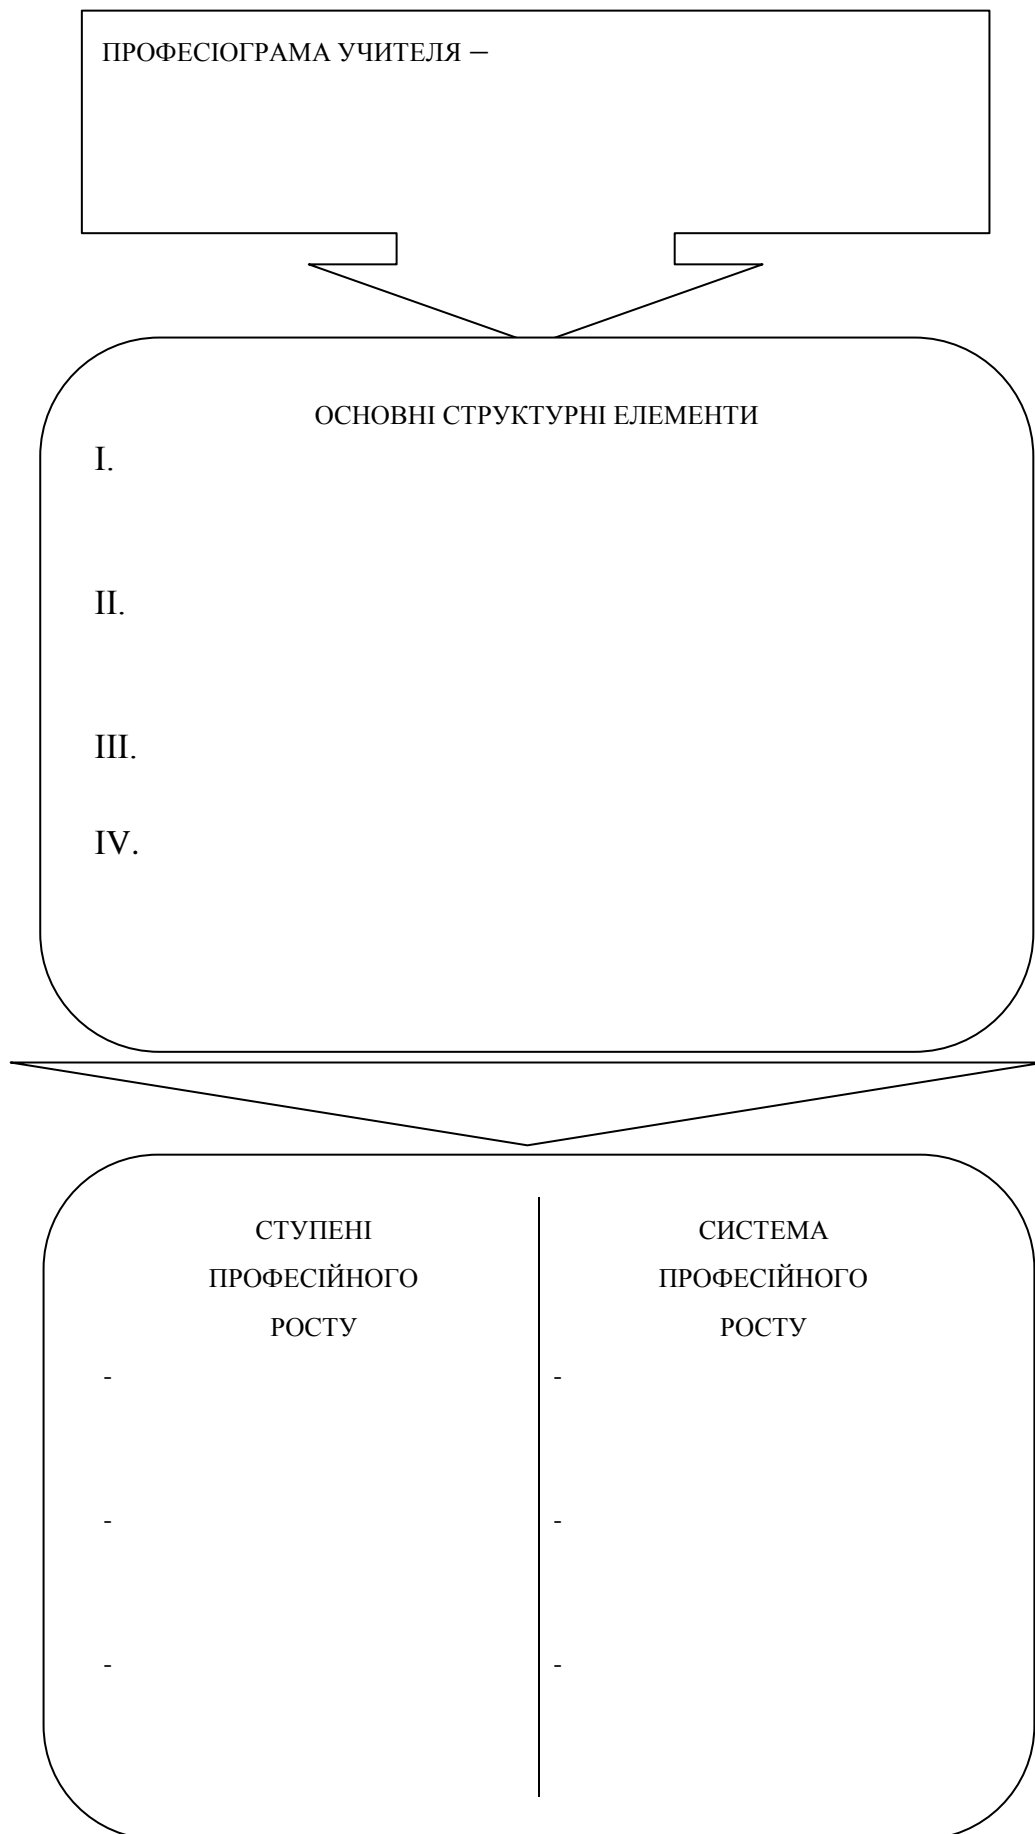 ПРОФЕСІОГРАМА УЧИТЕЛЯ –
ОСНОВНІ СТРУКТУРНІ ЕЛЕМЕНТИ
I.
II.
III.
IV.
СТУПЕНІ
ПРОФЕСІЙНОГО
РОСТУ
-
-
-
СИСТЕМА
ПРОФЕСІЙНОГО
РОСТУ
-
-
-